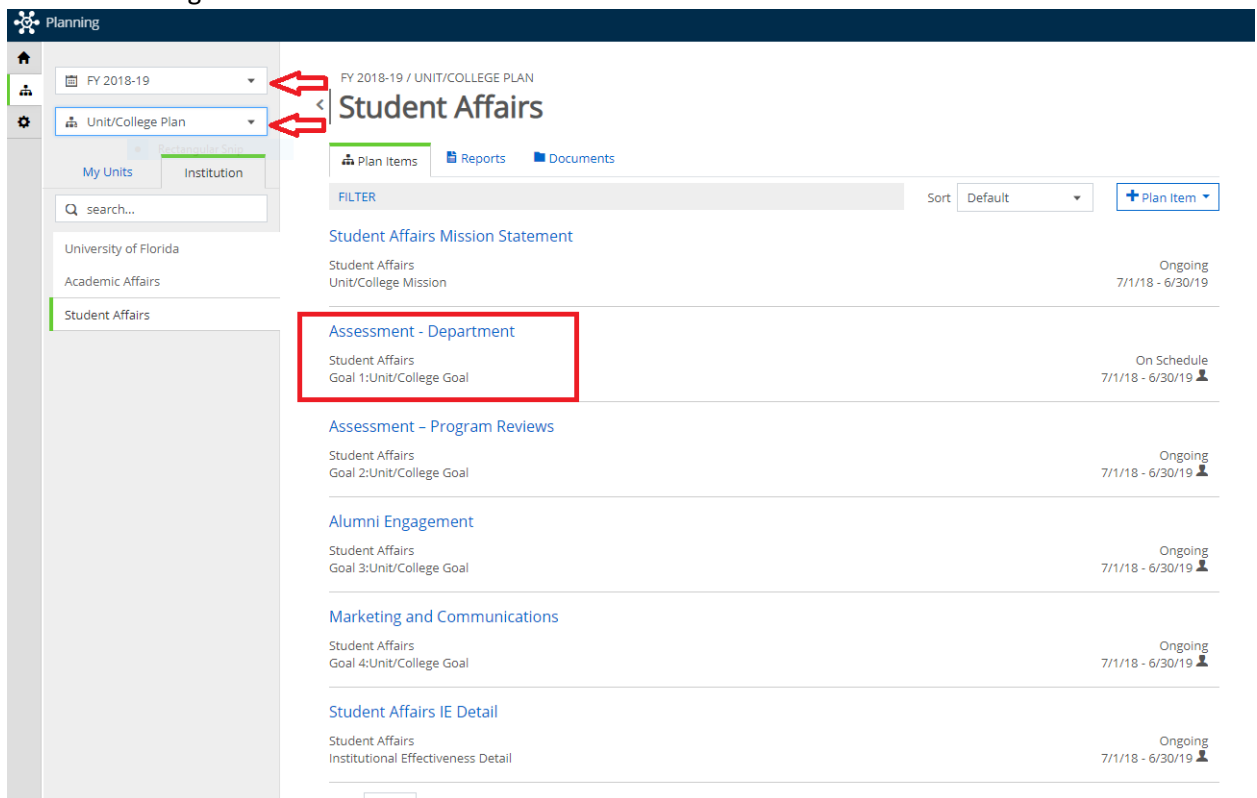 Planning
FY 2018-19
Unit/College Plan
Rectangular Snip
My Units Institution
search...
University of Florida
Academic Affairs
Student Affairs
FY 2018-19 / UNIT/COLLEGE PLAN
Student Affairs
Plan Items Reports Documents
FILTER Sort Default + Plan Item
Student Affairs Mission Statement
Student Affairs Ongoing
Unit/College Mission 7/1/18 - 6/30/19
Assessment - Department
Student Affairs On Schedule
Goal 1:Unit/College Goal 7/1/18 - 6/30/19
Assessment – Program Reviews
Student Affairs Ongoing
Goal 2:Unit/College Goal 7/1/18 - 6/30/19
Alumni Engagement
Student Affairs Ongoing
Goal 3:Unit/College Goal 7/1/18 - 6/30/19
Marketing and Communications
Student Affairs Ongoing
Goal 4:Unit/College Goal 7/1/18 - 6/30/19
Student Affairs IE Detail
Student Affairs Ongoing
Institutional Effectiveness Detail 7/1/18 - 6/30/19